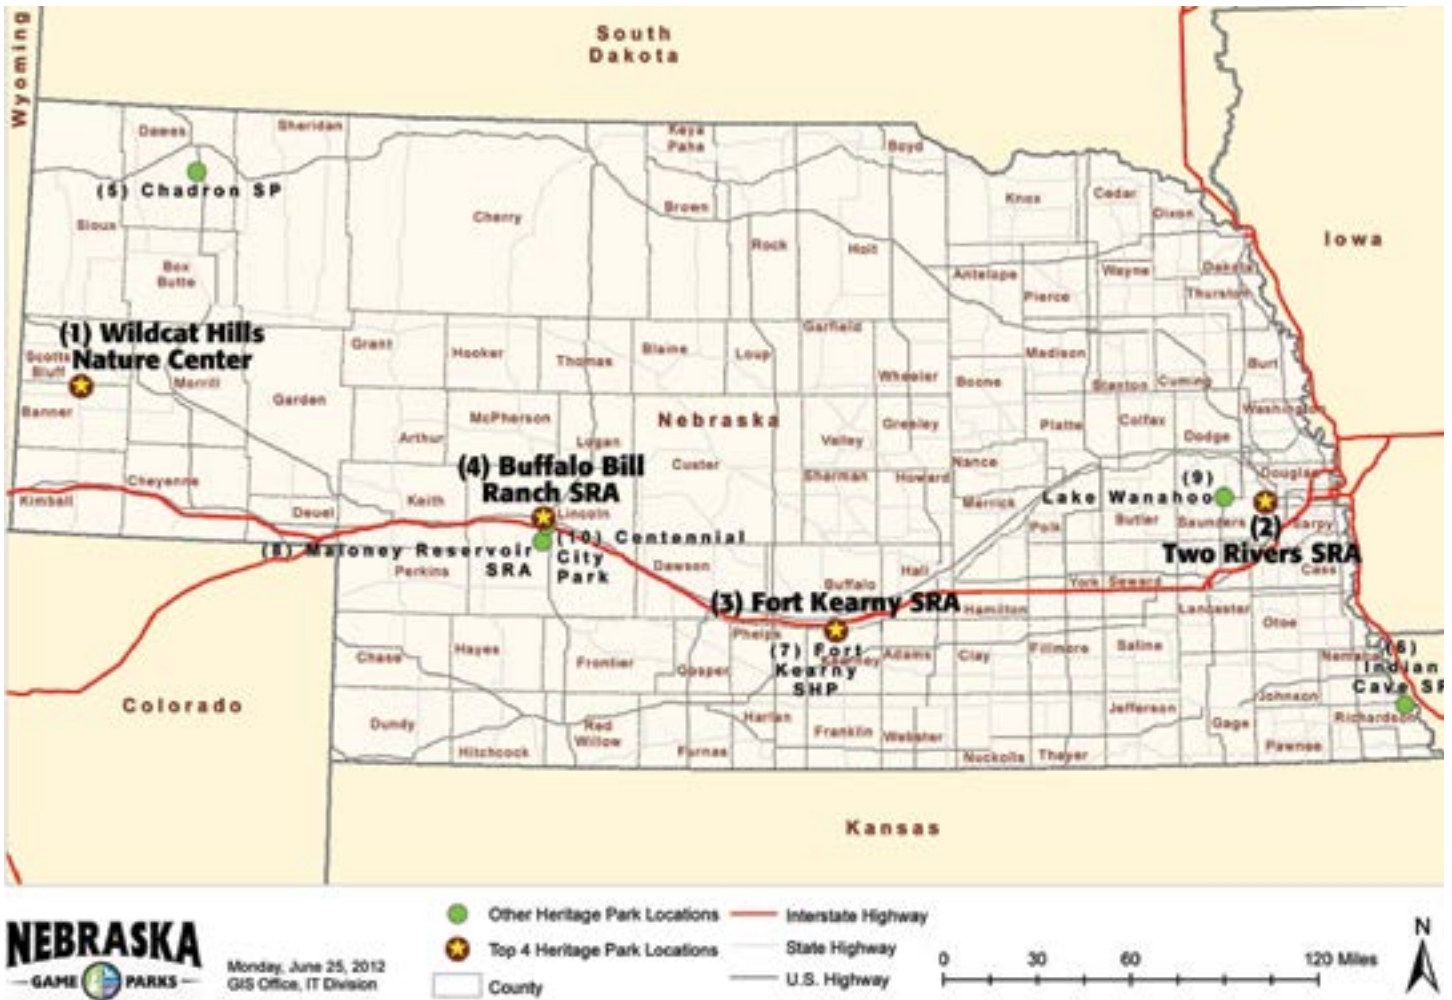 South
Dakota
Wyoming
Dawes
Sheridan
Keya
Paha
Boyd
(5) Chadron SP
Knox
Cedar
Dixon
Sioux
Cherry
Brown
Rock
Holt
Iowa
Box
Butte
Antelope
Wayne
Dakota
Pierce
Thurston
(1) Wildcat Hills
Nature Center
Scotts
Bluff
Morrill
Grant
Hooker
Thomas
Blaine
Loup
Garfield
Wheeler
Madison
Boone
Stanton
Cuming
Burt
Banner
Garden
Arthur
McPherson
Logan
Nebraska
Custer
Valley
Greeley
Platte
Colfax
Dodge
Washington
Kimball
Cheyenne
Deuel
Keith
(4) Buffalo Bill
Ranch SRA
Lincoln
Sherman
Howard
Nance
Merrick
(9)
Lake Wanahoo
Douglas
Polk
Butler
Saunders
Sarpy
(2)
Two Rivers SRA
Cass
(8) Maloney Reservoir
SRA
(10) Centennial
City
Park
Perkins
Dawson
Buffalo
Hall
York
Seward
(3) Fort Kearny SRA
Hamilton
Lancaster
Otoe
Phelps
(7) Fort
Kearny
SHP
Kearney
Adams
Clay
Fillmore
Saline
Nemaha
(6)
Indian
Cave SP
Chase
Hayes
Frontier
Gosper
Colorado
Dundy
Hitchcock
Red
Willow
Furnas
Harlan
Franklin
Webster
Nuckolls
Thayer
Jefferson
Gage
Johnson
Pawnee
Richardson
Kansas
NEBRASKA
GAME PARKS
Monday, June 25, 2012
GIS Office, IT Division
Other Heritage Park Locations
Top 4 Heritage Park Locations
County
Interstate Highway
State Highway
U.S. Highway
0 30 60 120 Miles
N